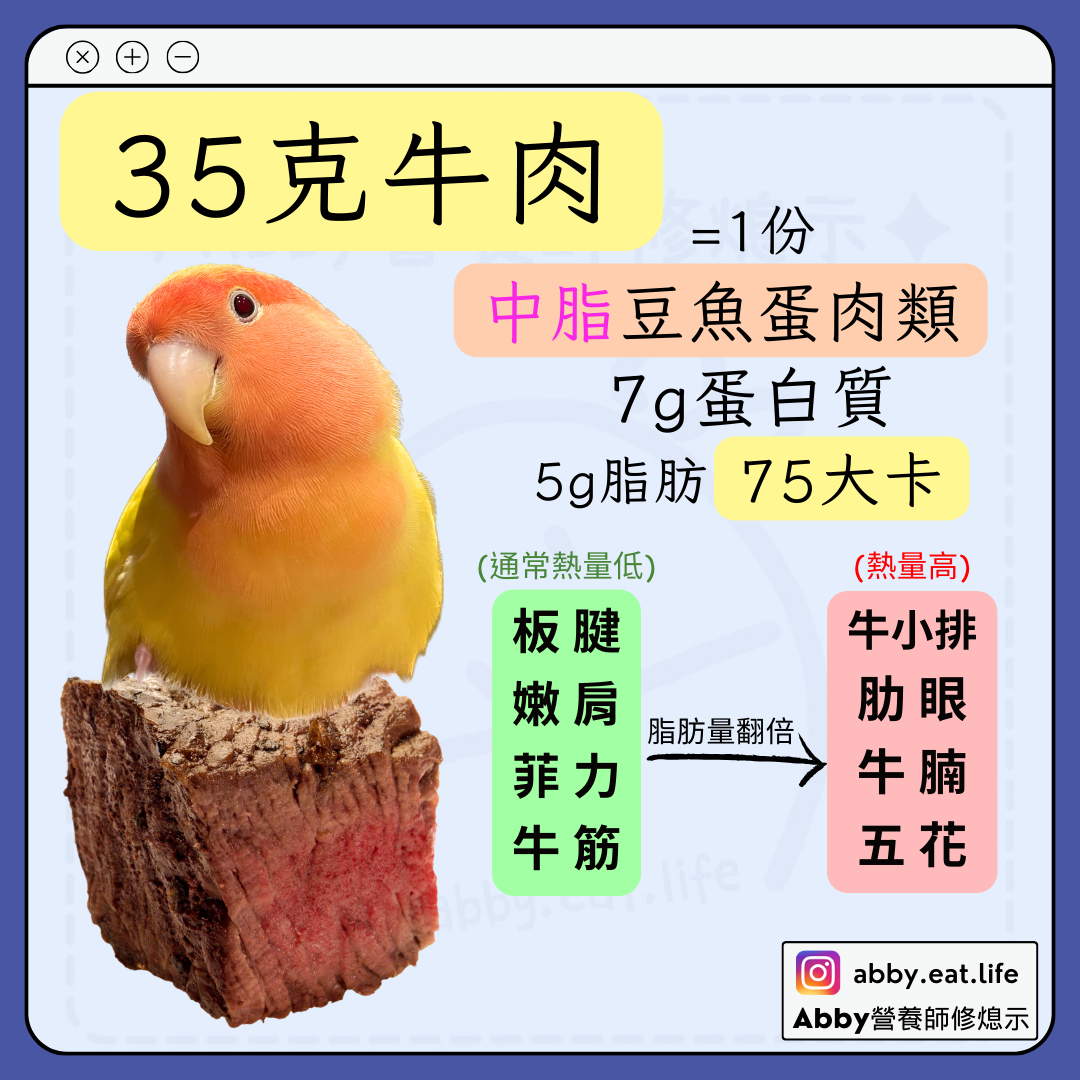 35克牛肉
=1份
中脂豆魚蛋肉類
7g蛋白質
5g脂肪 75大卡
(通常熱量低)
板腱
嫩肩
菲力
牛筋
脂肪量翻倍
(熱量高)
牛小排
肋眼
牛腩
五花
abby.eat.life
abby.eat.life
Abby營養師修熄示